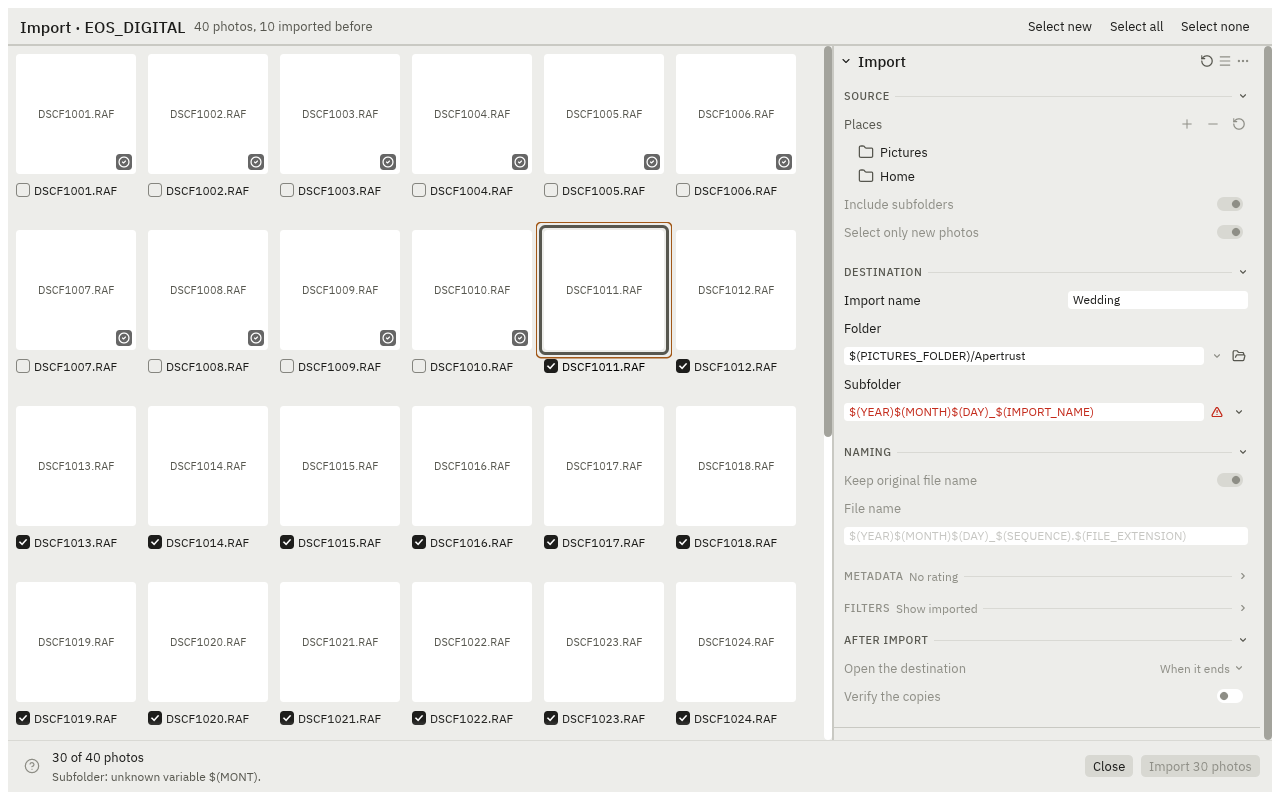 Import · EOS_DIGITAL 40 photos, 10 imported before Select new Select all Select none
DSCF1001.RAF DSCF1002.RAF DSCF1003.RAF DSCF1004.RAF DSCF1005.RAF DSCF1006.RAF
DSCF1001.RAF DSCF1002.RAF DSCF1003.RAF DSCF1004.RAF DSCF1005.RAF DSCF1006.RAF
DSCF1007.RAF DSCF1008.RAF DSCF1009.RAF DSCF1010.RAF DSCF1011.RAF DSCF1012.RAF
DSCF1007.RAF DSCF1008.RAF DSCF1009.RAF DSCF1010.RAF DSCF1011.RAF DSCF1012.RAF
DSCF1013.RAF DSCF1014.RAF DSCF1015.RAF DSCF1016.RAF DSCF1017.RAF DSCF1018.RAF
DSCF1013.RAF DSCF1014.RAF DSCF1015.RAF DSCF1016.RAF DSCF1017.RAF DSCF1018.RAF
DSCF1019.RAF DSCF1020.RAF DSCF1021.RAF DSCF1022.RAF DSCF1023.RAF DSCF1024.RAF
DSCF1019.RAF DSCF1020.RAF DSCF1021.RAF DSCF1022.RAF DSCF1023.RAF DSCF1024.RAF
Import
SOURCE
Places
Pictures
Home
Include subfolders
Select only new photos
DESTINATION
Import name Wedding
Folder
$(PICTURES_FOLDER)/Apertrust
Subfolder
$(YEAR)$(MONTH)$(DAY)_$(IMPORT_NAME)
NAMING
Keep original file name
File name
$(YEAR)$(MONTH)$(DAY)_$(SEQUENCE).$(FILE_EXTENSION)
METADATA No rating
FILTERS Show imported
AFTER IMPORT
Open the destination When it ends
Verify the copies
30 of 40 photos
Subfolder: unknown variable $(MONT).
Close Import 30 photos